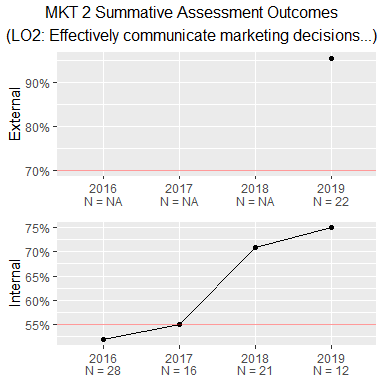 MKT 2 Summative Assessment Outcomes
(LO2: Effectively communicate marketing decisions...)
External
90%
80%
70%
2016 2017 2018 2019
N = NA N = NA N = NA N = 22
Internal
75%
70%
65%
60%
55%
2016 2017 2018 2019
N = 28 N = 16 N = 21 N = 12